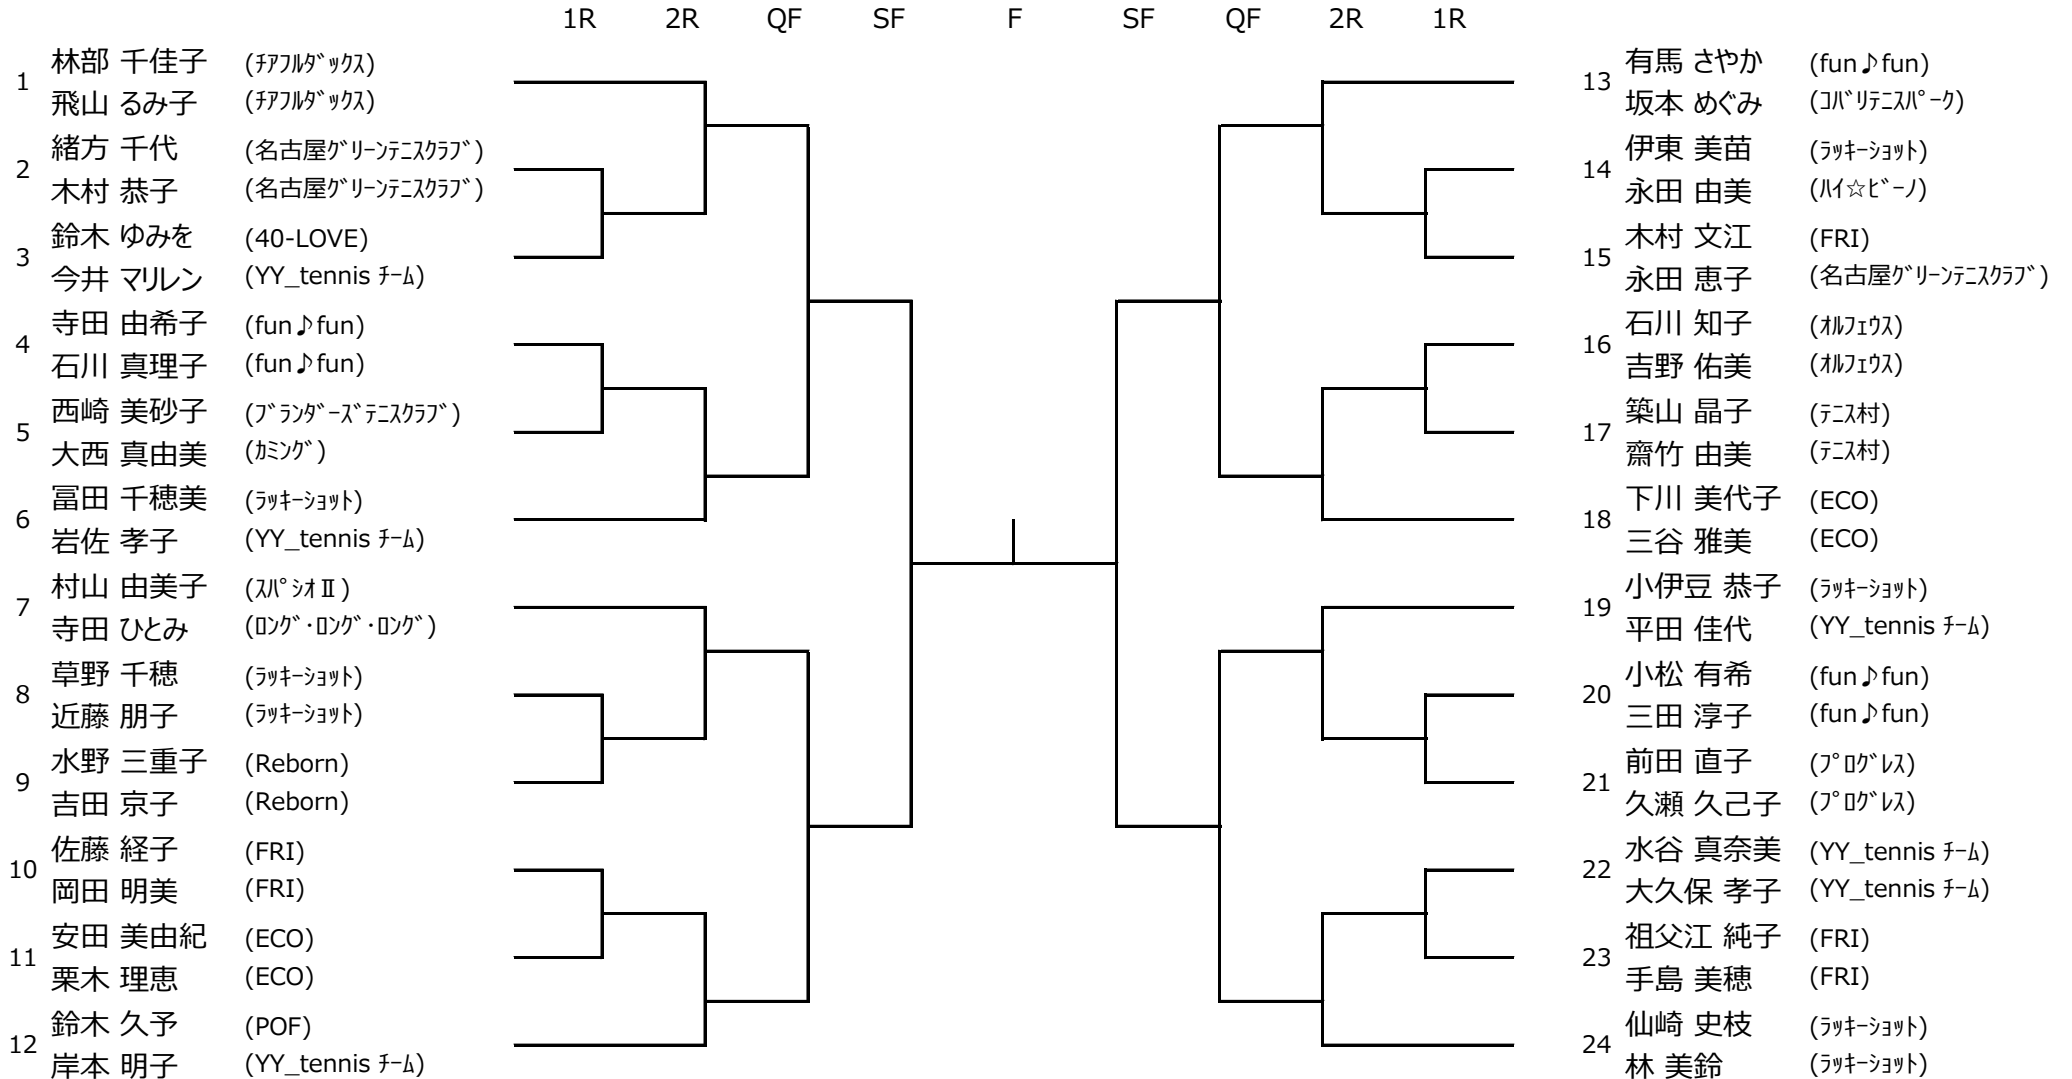 1R 2R QF SF F SF QF 2R 1R
1
林部 千佳子 (ﾁｱﾌﾙﾀﾞｯｸｽ)
飛山 るみ子 (ﾁｱﾌﾙﾀﾞｯｸｽ)
2
緒方 千代 (名古屋ｸﾞﾘｰﾝﾃﾆｽｸﾗﾌﾞ)
木村 恭子 (名古屋ｸﾞﾘｰﾝﾃﾆｽｸﾗﾌﾞ)
3
鈴木 ゆみを (40-LOVE)
今井 マリレン (YY_tennis ﾁｰﾑ)
4
寺田 由希子 (fun♪fun)
石川 真理子 (fun♪fun)
5
西崎 美砂子 (ﾌﾞﾗﾝﾀﾞｰｽﾞﾃﾆｽｸﾗﾌﾞ)
大西 真由美 (ｶﾐﾝｸﾞ)
6
冨田 千穂美 (ﾗｯｷｰｼｮｯﾄ)
岩佐 孝子 (YY_tennis ﾁｰﾑ)
7
村山 由美子 (ｽﾊﾟｼｵⅡ)
寺田 ひとみ (ﾛﾝｸﾞ･ﾛﾝｸﾞ･ﾛﾝｸﾞ)
8
草野 千穂 (ﾗｯｷｰｼｮｯﾄ)
近藤 朋子 (ﾗｯｷｰｼｮｯﾄ)
9
水野 三重子 (Reborn)
吉田 京子 (Reborn)
10
佐藤 経子 (FRI)
岡田 明美 (FRI)
11
安田 美由紀 (ECO)
栗木 理恵 (ECO)
12
鈴木 久予 (POF)
岸本 明子 (YY_tennis ﾁｰﾑ)
13
有馬 さやか (fun♪fun)
坂本 めぐみ (ｺﾊﾞﾘﾃﾆｽﾊﾟｰｸ)
14
伊東 美苗 (ﾗｯｷｰｼｮｯﾄ)
永田 由美 (ﾊｲ☆ﾋﾞｰﾉ)
15
木村 文江 (FRI)
永田 恵子 (名古屋ｸﾞﾘｰﾝﾃﾆｽｸﾗﾌﾞ)
16
石川 知子 (ｵﾙﾌｪｳｽ)
吉野 佑美 (ｵﾙﾌｪｳｽ)
17
築山 晶子 (ﾃﾆｽ村)
齋竹 由美 (ﾃﾆｽ村)
18
下川 美代子 (ECO)
三谷 雅美 (ECO)
19
小伊豆 恭子 (ﾗｯｷｰｼｮｯﾄ)
平田 佳代 (YY_tennis ﾁｰﾑ)
20
小松 有希 (fun♪fun)
三田 淳子 (fun♪fun)
21
前田 直子 (ﾌﾟﾛｸﾞﾚｽ)
久瀬 久己子 (ﾌﾟﾛｸﾞﾚｽ)
22
水谷 真奈美 (YY_tennis ﾁｰﾑ)
大久保 孝子 (YY_tennis ﾁｰﾑ)
23
祖父江 純子 (FRI)
手島 美穂 (FRI)
24
仙崎 史枝 (ﾗｯｷｰｼｮｯﾄ)
林 美鈴 (ﾗｯｷｰｼｮｯﾄ)